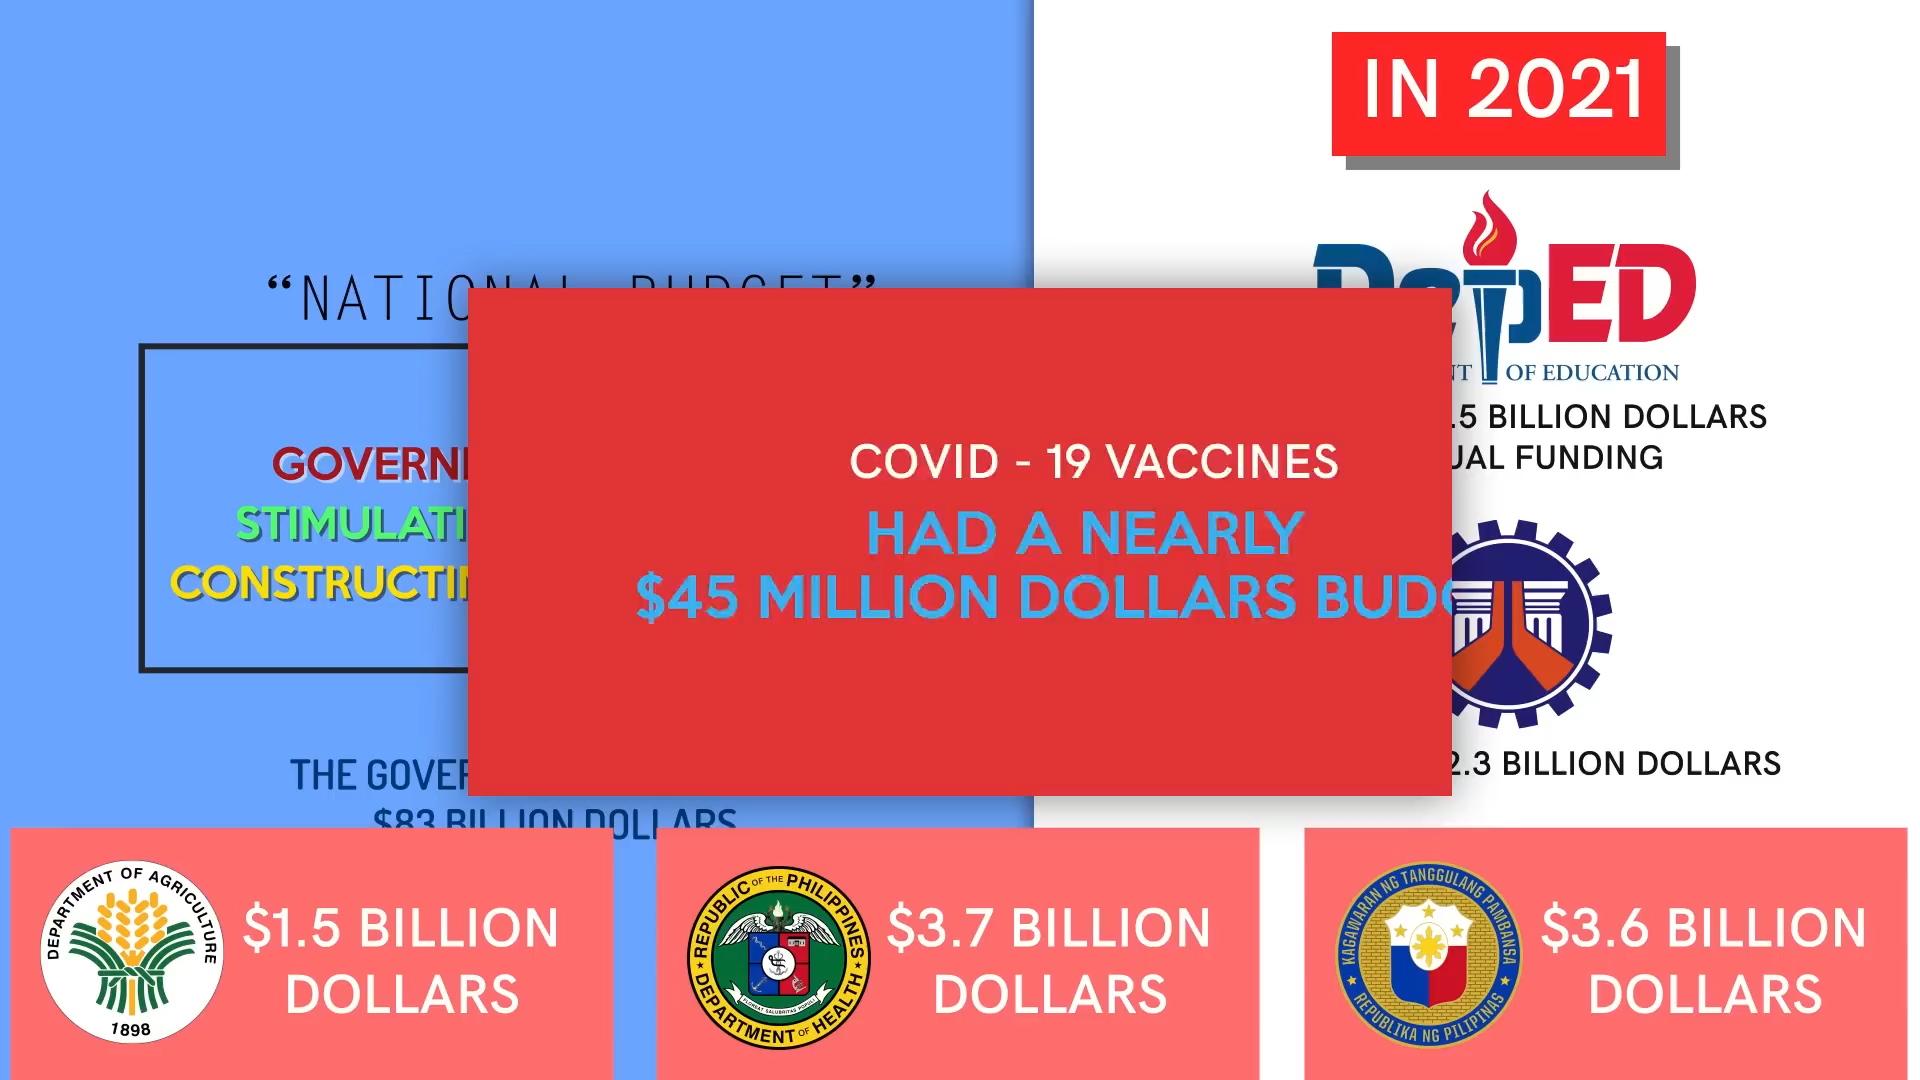 IN 2021
“NATIONAL BUDGET”
OF EDUCATION
.5 BILLION DOLLARS
UAL FUNDING
GOVERN
STIMULATI
CONSTRUCTIN
COVID - 19 VACCINES
HAD A NEARLY
$45 MILLION DOLLARS BUDG
2.3 BILLION DOLLARS
THE GOVER
$83 BILLION DOLLARS
DEPARTMENT OF AGRICULTURE
1898
$1.5 BILLION
DOLLARS
REPUBLIC OF THE PHILIPPINES
DEPARTMENT OF HEALTH
$3.7 BILLION
DOLLARS
KAGAWARAN NG TANGGULANG PAMBANSA
REPUBLIKA NG PILIPINAS
$3.6 BILLION
DOLLARS